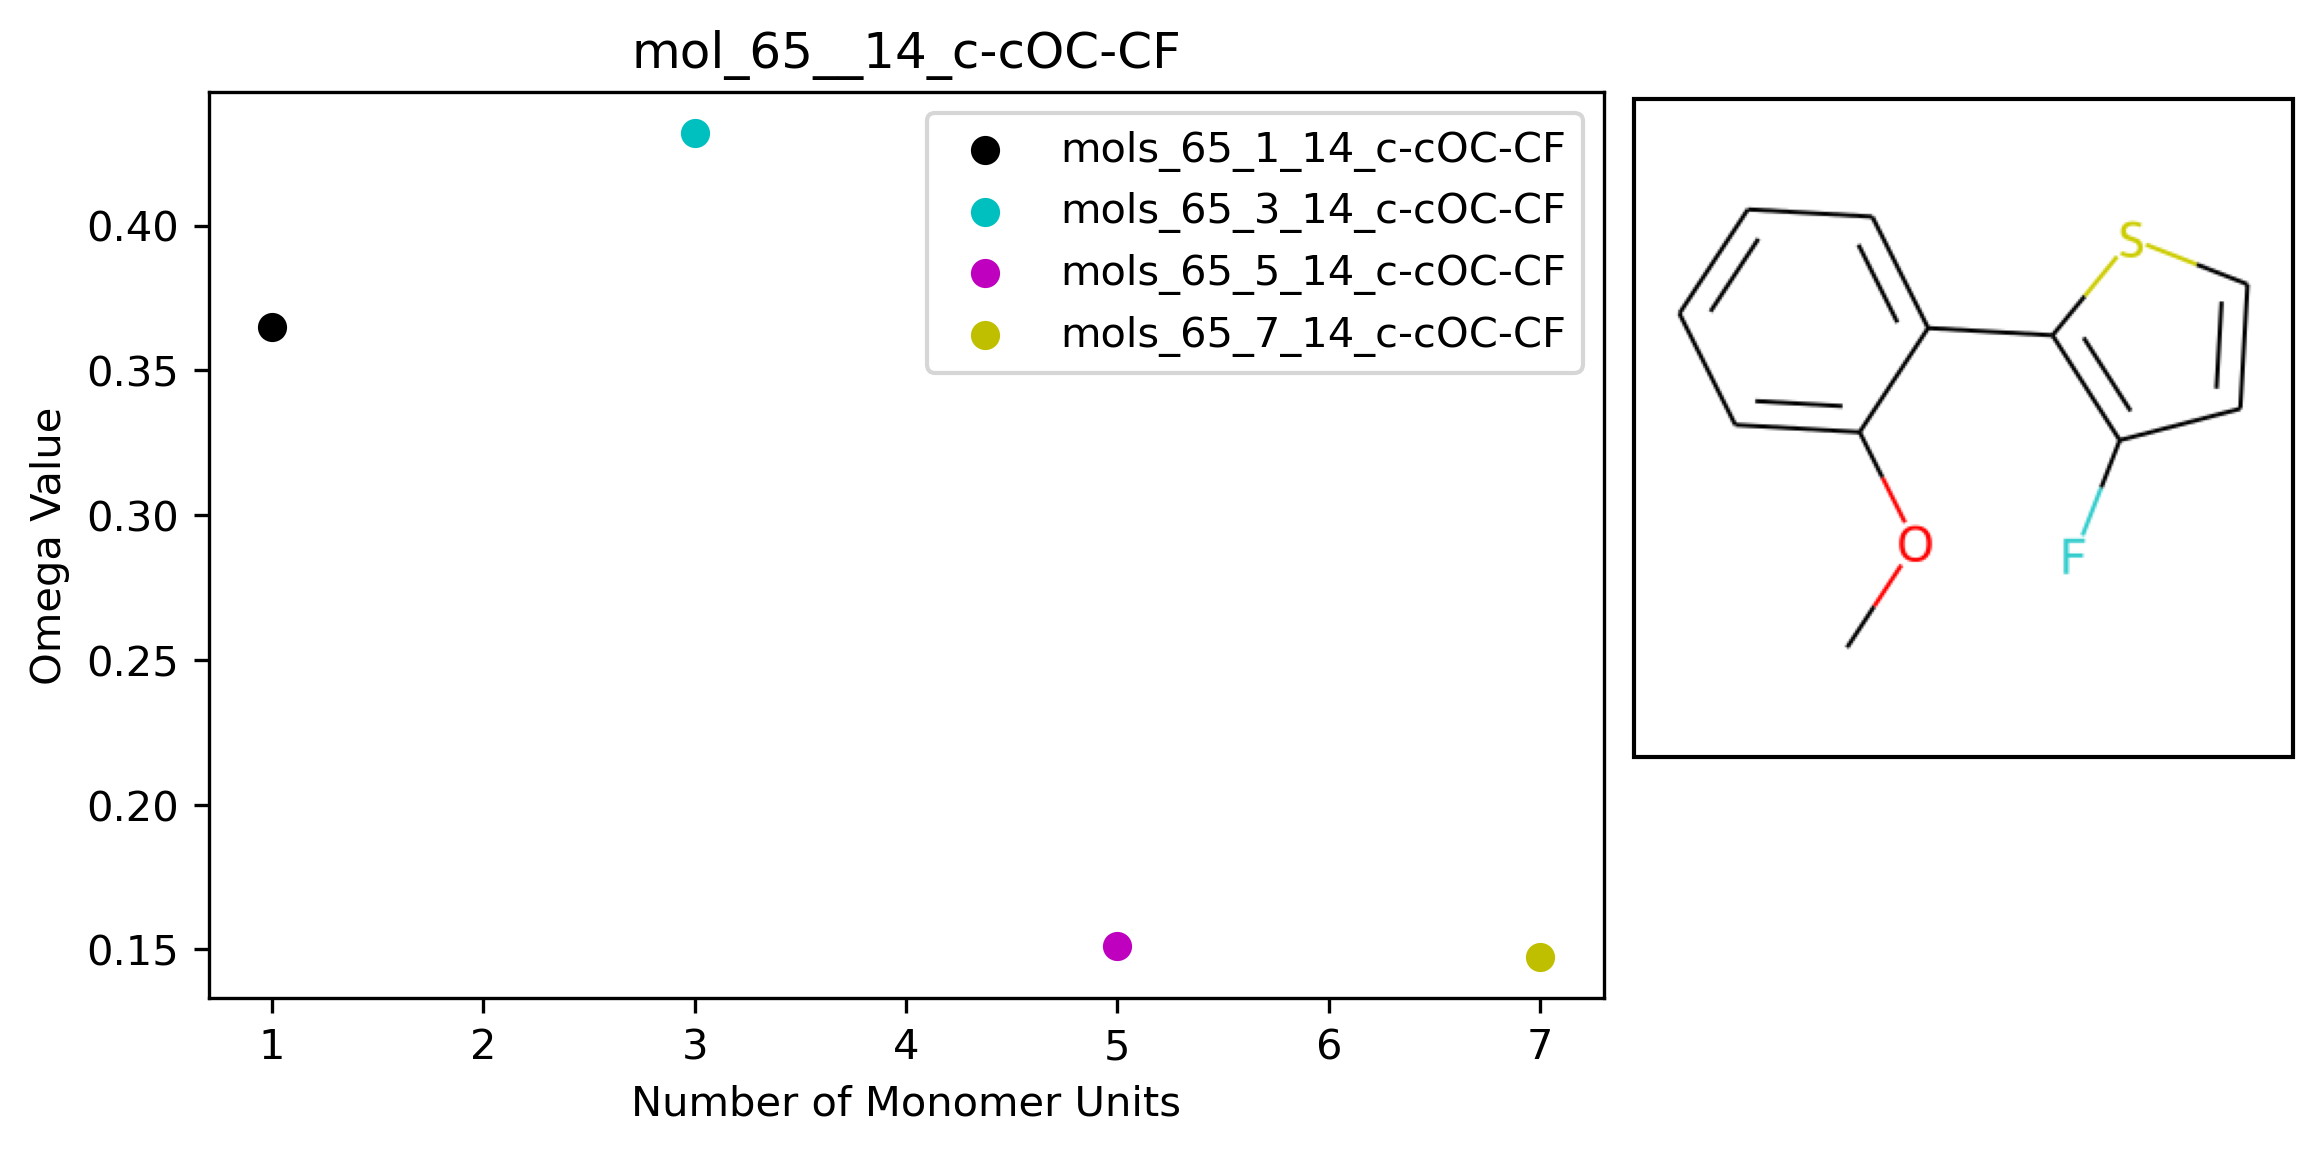 mol_65__14_c-cOC-CF
mols_65_1_14_c-cOC-CF
mols_65_3_14_c-cOC-CF
mols_65_5_14_c-cOC-CF
mols_65_7_14_c-cOC-CF
Omega Value
0.40
0.35
0.30
0.25
0.20
0.15
1 2 3 4 5 6 7
Number of Monomer Units
S
O
F